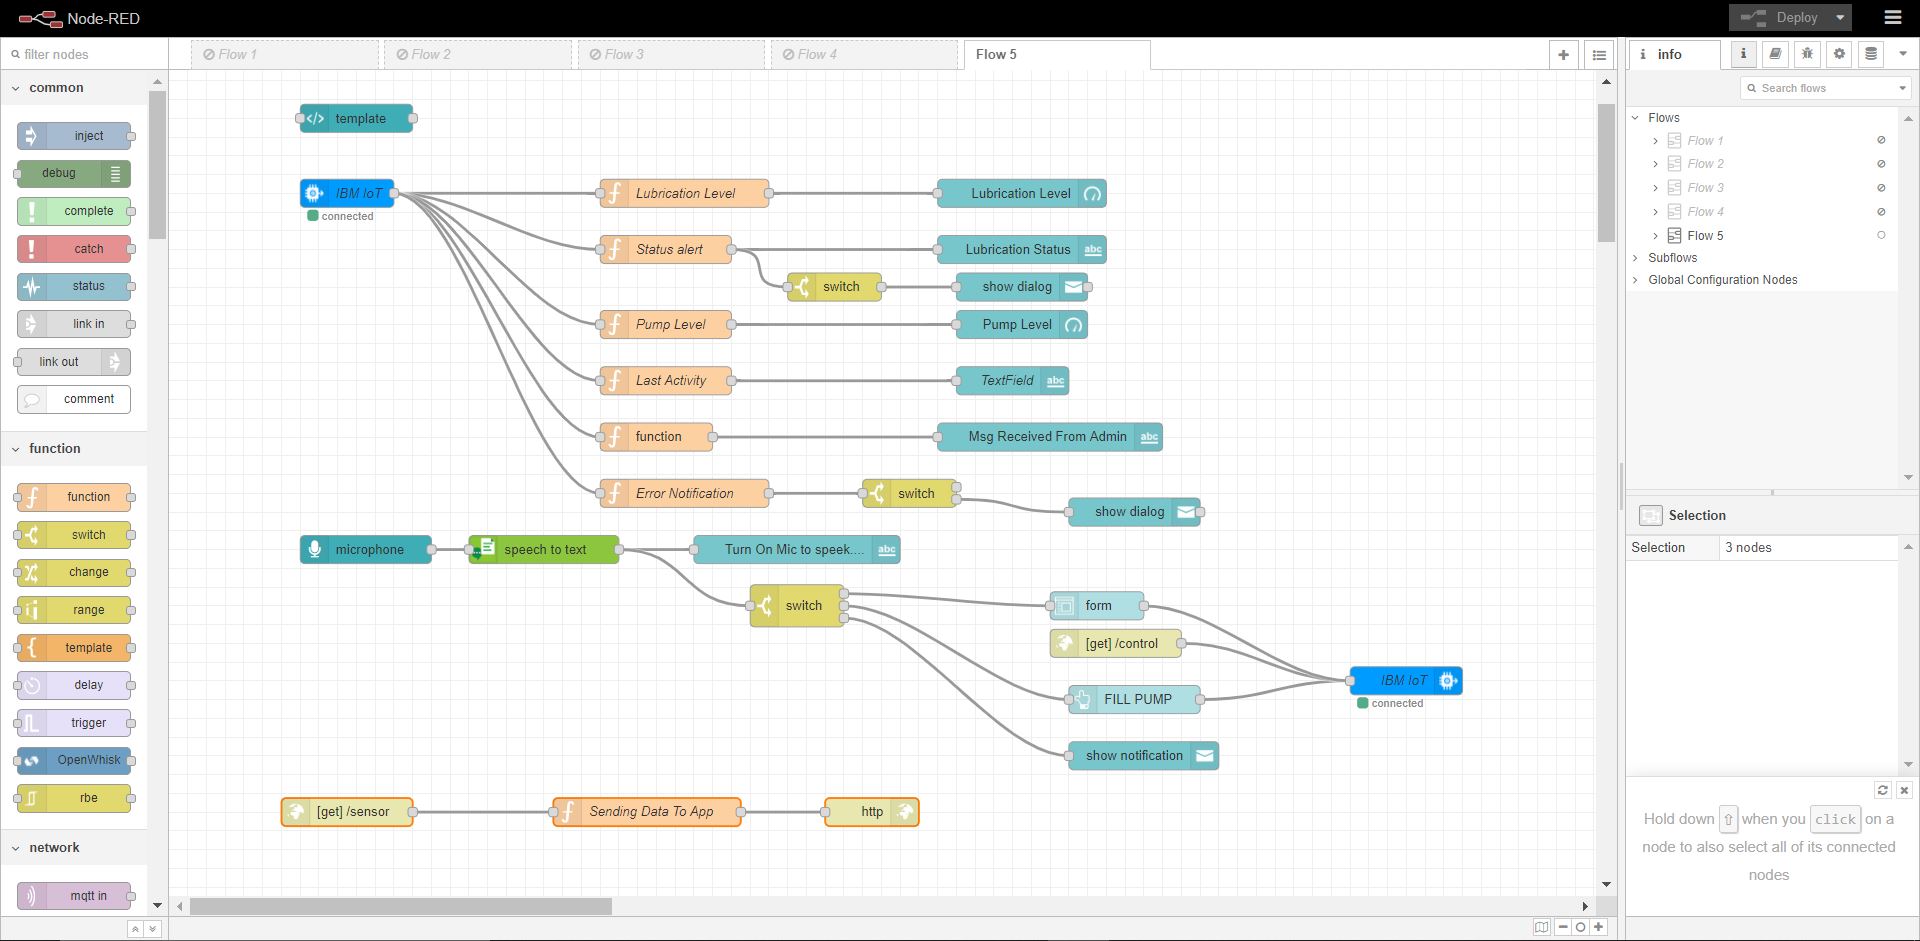 Node-RED
Deploy
filter nodes
Flow 1
Flow 2
Flow 3
Flow 4
Flow 5
i info
i
Search flows
common
inject
debug
complete
catch
status
link in
link out
comment
function
function
switch
change
range
template
delay
trigger
OpenWhisk
rbe
network
mqtt in
</> template
IBM IoT
connected
f Lubrication Level
Lubrication Level
f Status alert
Lubrication Status abc
switch
show dialog
f Pump Level
Pump Level
f Last Activity
TextField abc
f function
Msg Received From Admin abc
f Error Notification
switch
show dialog
microphone
speech to text
Turn On Mic to speek.... abc
switch
form
[get] /control
IBM IoT
connected
FILL PUMP
show notification
[get] /sensor
f Sending Data To App
http
Flows
Flow 1
Flow 2
Flow 3
Flow 4
Flow 5
Subflows
Global Configuration Nodes
Selection
Selection 3 nodes
Hold down ⇧ when you click on a
node to also select all of its connected
nodes